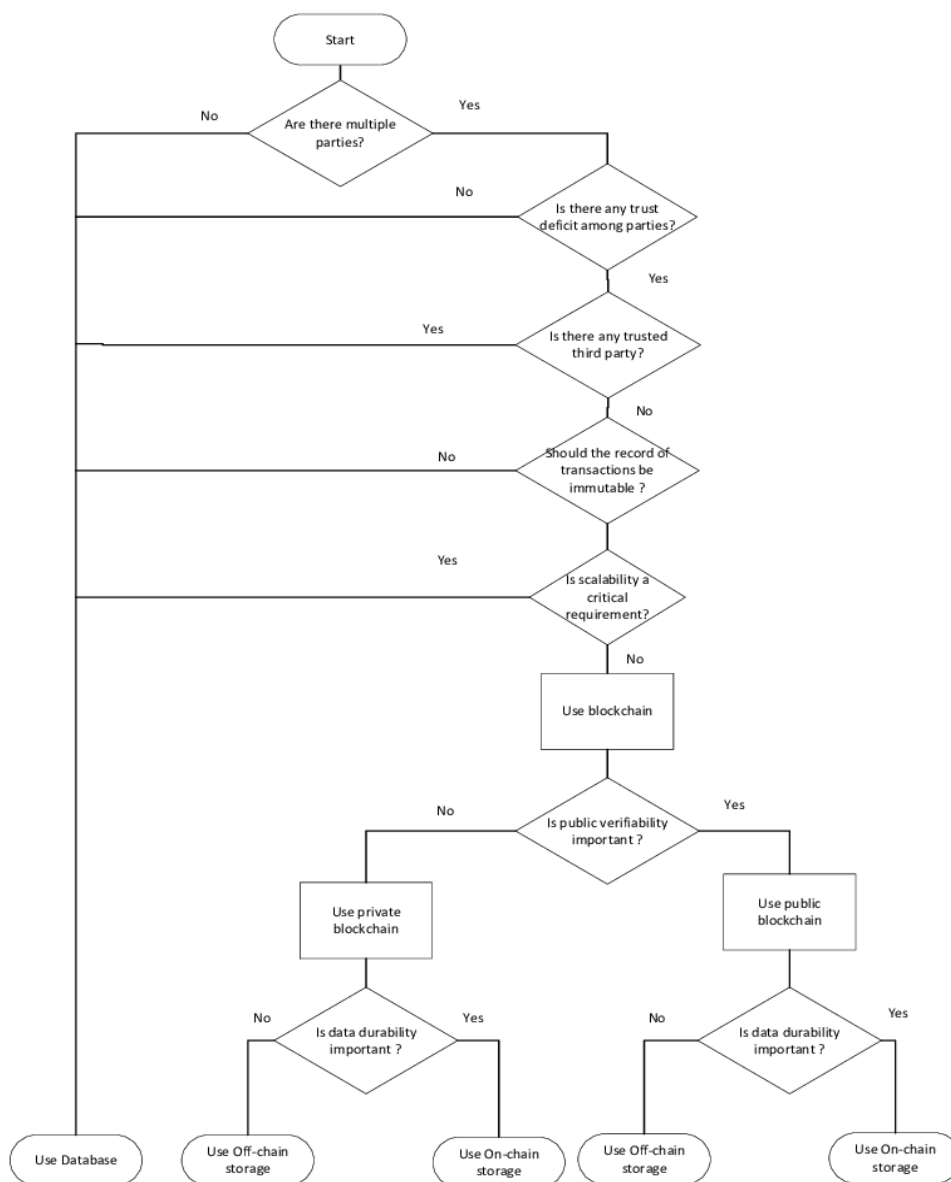 Start
No
Yes
Are there multiple
parties?
No
Is there any trust
deficit among parties?
Yes
Yes
Is there any trusted
third party?
No
No
Should the record of
transactions be
immutable ?
Yes
Is scalability a
critical
requirement?
No
Use blockchain
No
Yes
Is public verifiability
important ?
Use private
blockchain
Use public
blockchain
No
Yes
Is data durability
important ?
No
Yes
Is data durability
important ?
Use Database
Use Off-chain
storage
Use On-chain
storage
Use Off-chain
storage
Use On-chain
storage